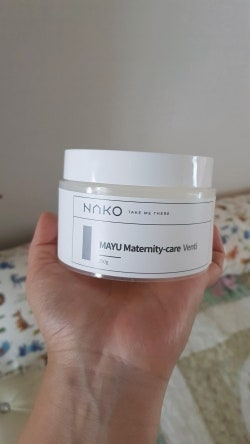 NAKO TAKE ME THERE
MAYU Maternity-care Venti